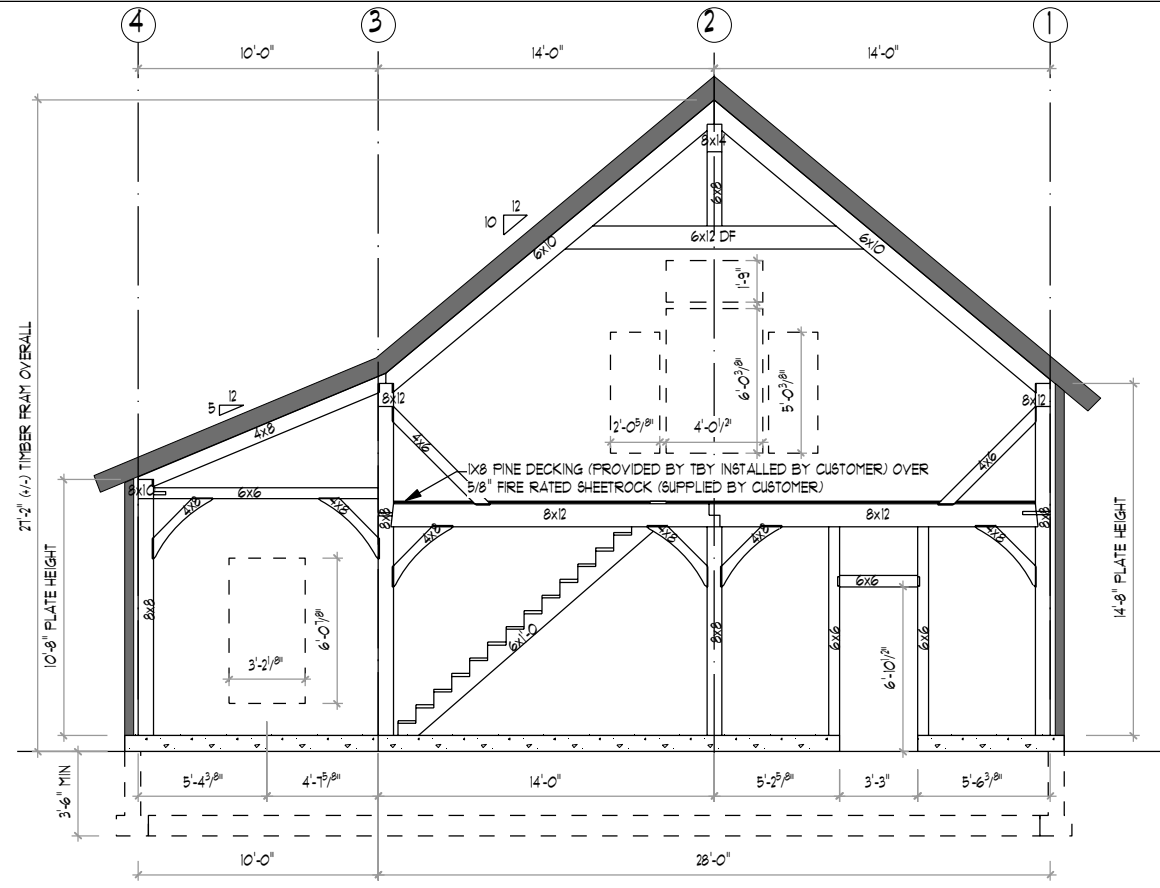 4 3 2 1
10'-0" 14'-0" 14'-0"
8x14
6x8
12
10
6x10
6x12 DF
6x10
1'-9"
27'-2" (+/-) TIMBER FRAM OVERALL
12
5
6'-0 3/8"
5'-0 3/8"
8x12
8x12
2'-0 5/8"
4'-0 1/2"
4x8
4x6
4x6
1X8 PINE DECKING (PROVIDED BY TBY INSTALLED BY CUSTOMER) OVER
5/8" FIRE RATED SHEETROCK (SUPPLIED BY CUSTOMER)
8x10
6x6
4x8
4x8
8x8
8x12
8x12
8x8
4x8
4x8
4x8
4x8
10'-8" PLATE HEIGHT
14'-8" PLATE HEIGHT
6x6
8x8
6'-0 7/8"
6x1'-0
8x8
6x6
6x6
3'-2 1/8"
6'-10 1/2"
3'-6" MIN
5'-4 3/8" 4'-7 5/8" 14'-0" 5'-2 5/8" 3'-3" 5'-6 3/8"
10'-0" 28'-0"